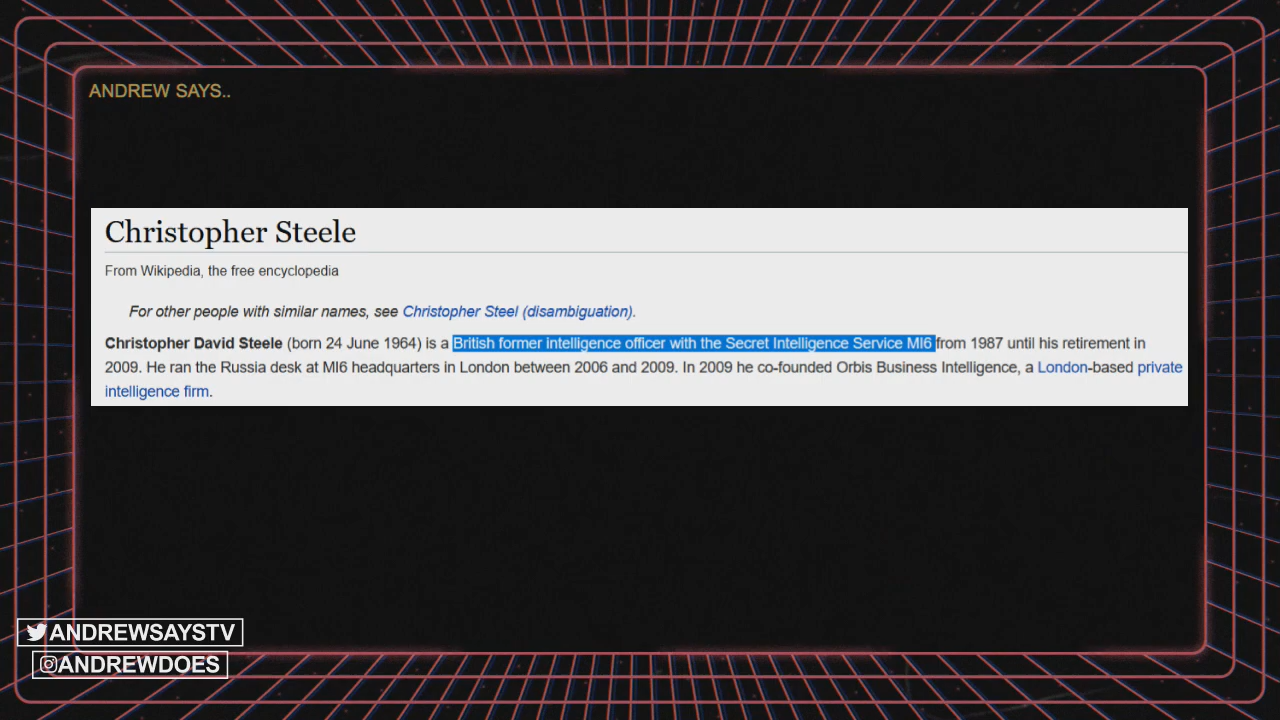 ANDREW SAYS..
Christopher Steele
From Wikipedia, the free encyclopedia
For other people with similar names, see Christopher Steel (disambiguation).
Christopher David Steele (born 24 June 1964) is a British former intelligence officer with the Secret Intelligence Service MI6 from 1987 until his retirement in
2009. He ran the Russia desk at MI6 headquarters in London between 2006 and 2009. In 2009 he co-founded Orbis Business Intelligence, a London-based private
intelligence firm.
ANDREWSAYSTV
ANDREWDOES